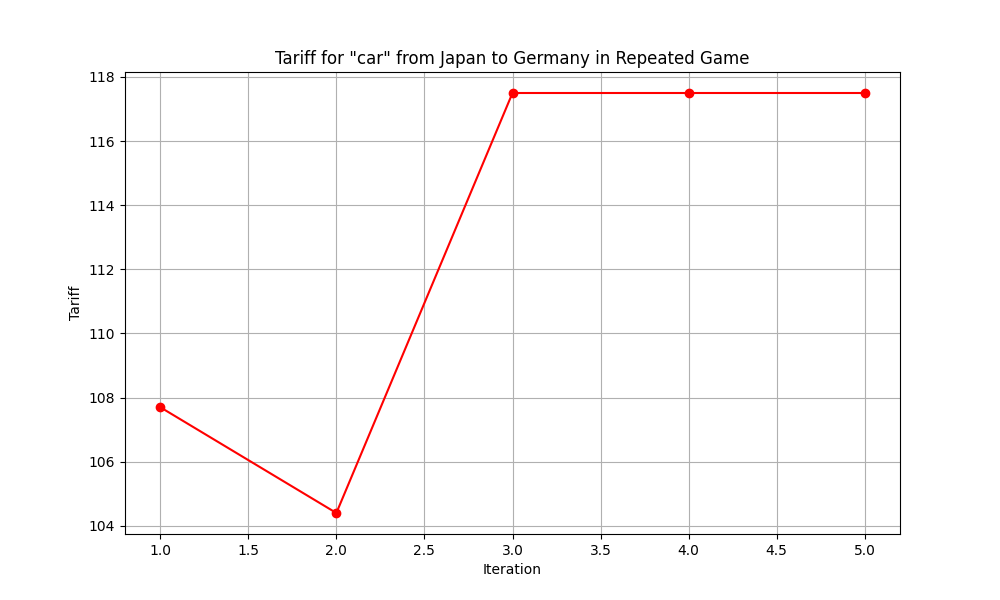 Tariff for "car" from Japan to Germany in Repeated Game
118
116
114
112
110
108
106
104
Tariff
1.0 1.5 2.0 2.5 3.0 3.5 4.0 4.5 5.0
Iteration